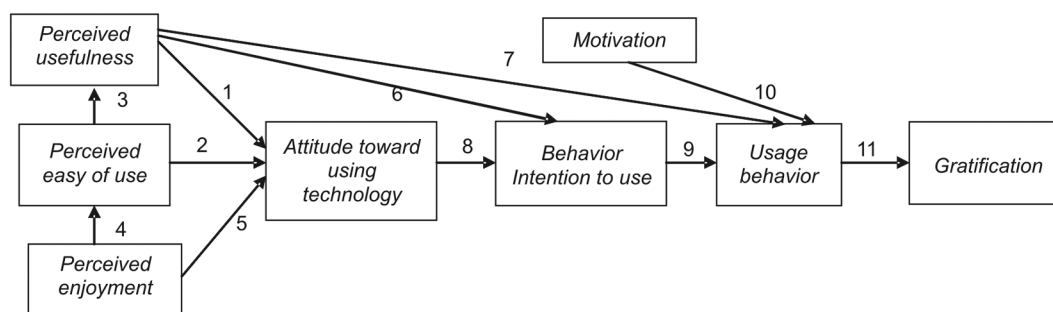 Perceived
usefulness
Motivation
7
10
1
6
3
Perceived
easy of use
2
Attitude toward
using
technology
8
Behavior
Intention to use
9
Usage
behavior
11
Gratification
4
5
Perceived
enjoyment